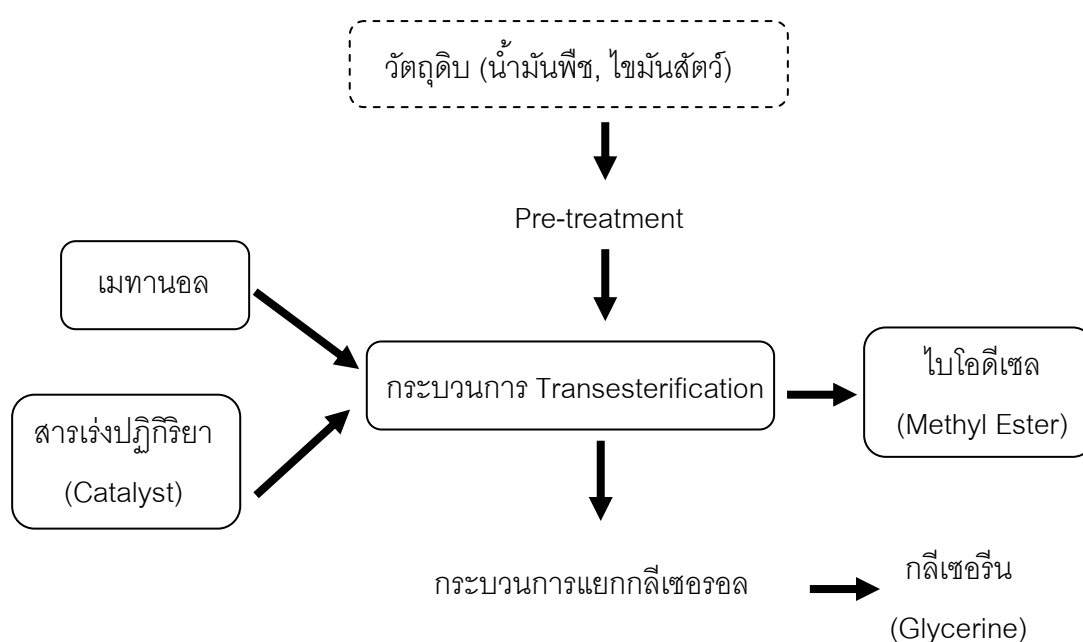 วัตถุดิบ (น้ำมันพืช, ไขมันสัตว์)
Pre-treatment
เมทานอล
กระบวนการ Transesterification
ไบโอดีเซล
(Methyl Ester)
สารเร่งปฏิกิริยา
(Catalyst)
กระบวนการแยกกลีเซอรอล
กลีเซอรีน
(Glycerine)